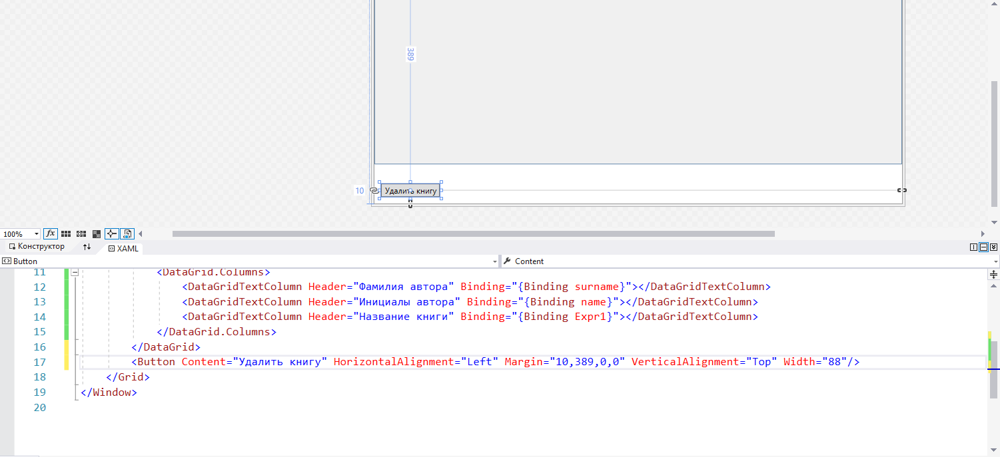 389
10
Удалить книгу
100%
fx
Конструктор
XAML
Button
Content
11 <DataGrid.Columns>
12 <DataGridTextColumn Header="Фамилия автора" Binding="{Binding surname}"></DataGridTextColumn>
13 <DataGridTextColumn Header="Инициалы автора" Binding="{Binding name}"></DataGridTextColumn>
14 <DataGridTextColumn Header="Название книги" Binding="{Binding Expr1}"></DataGridTextColumn>
15 </DataGrid.Columns>
16 </DataGrid>
17 <Button Content="Удалить книгу" HorizontalAlignment="Left" Margin="10,389,0,0" VerticalAlignment="Top" Width="88"/>
18 </Grid>
19 </Window>
20